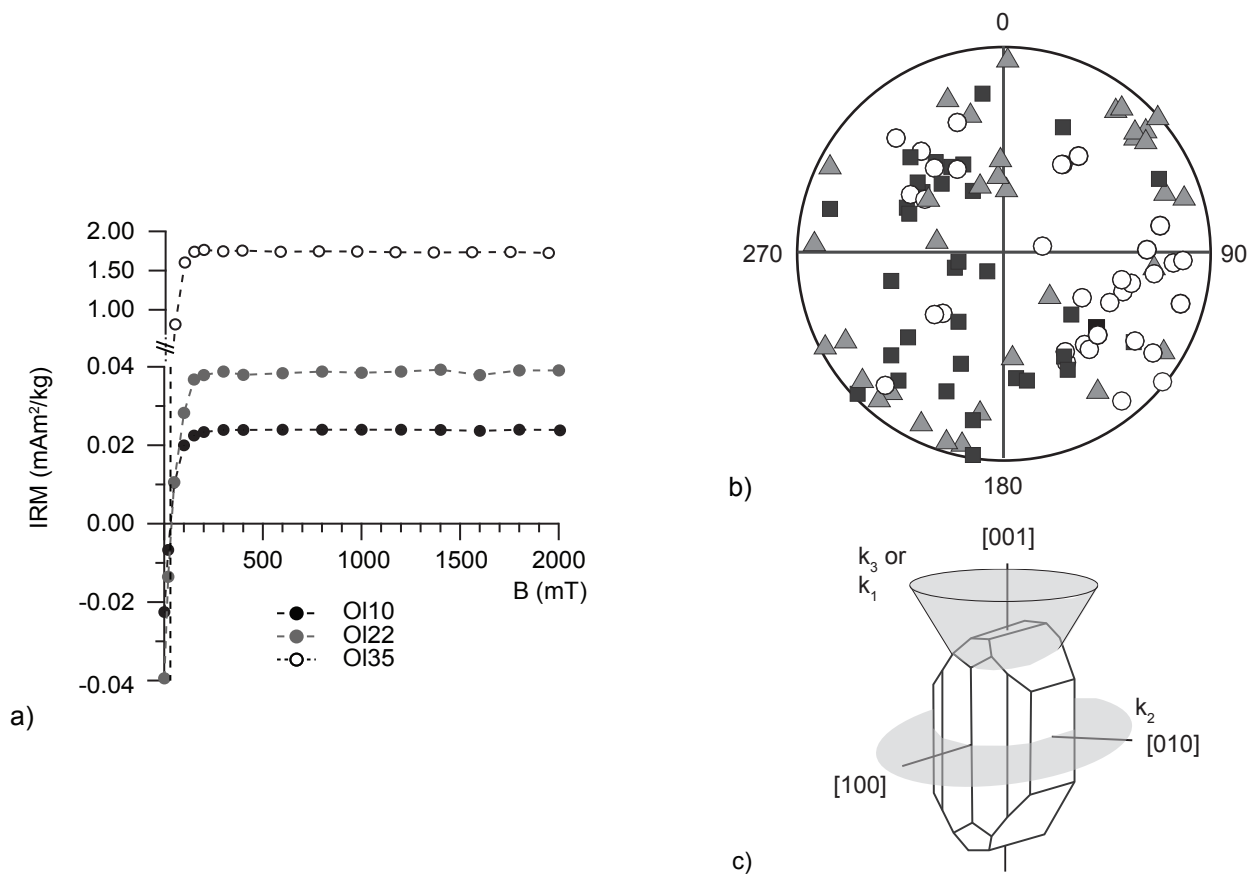 2.00
1.50
1.00
0.04
0.02
0.00
-0.02
-0.04
IRM (mAm²/kg)
500
1000
1500
2000
B (mT)
Ol10
Ol22
Ol35
a)
0
90
180
270
b)
[001]
k₃ or
k₁
k₂
[010]
[100]
c)